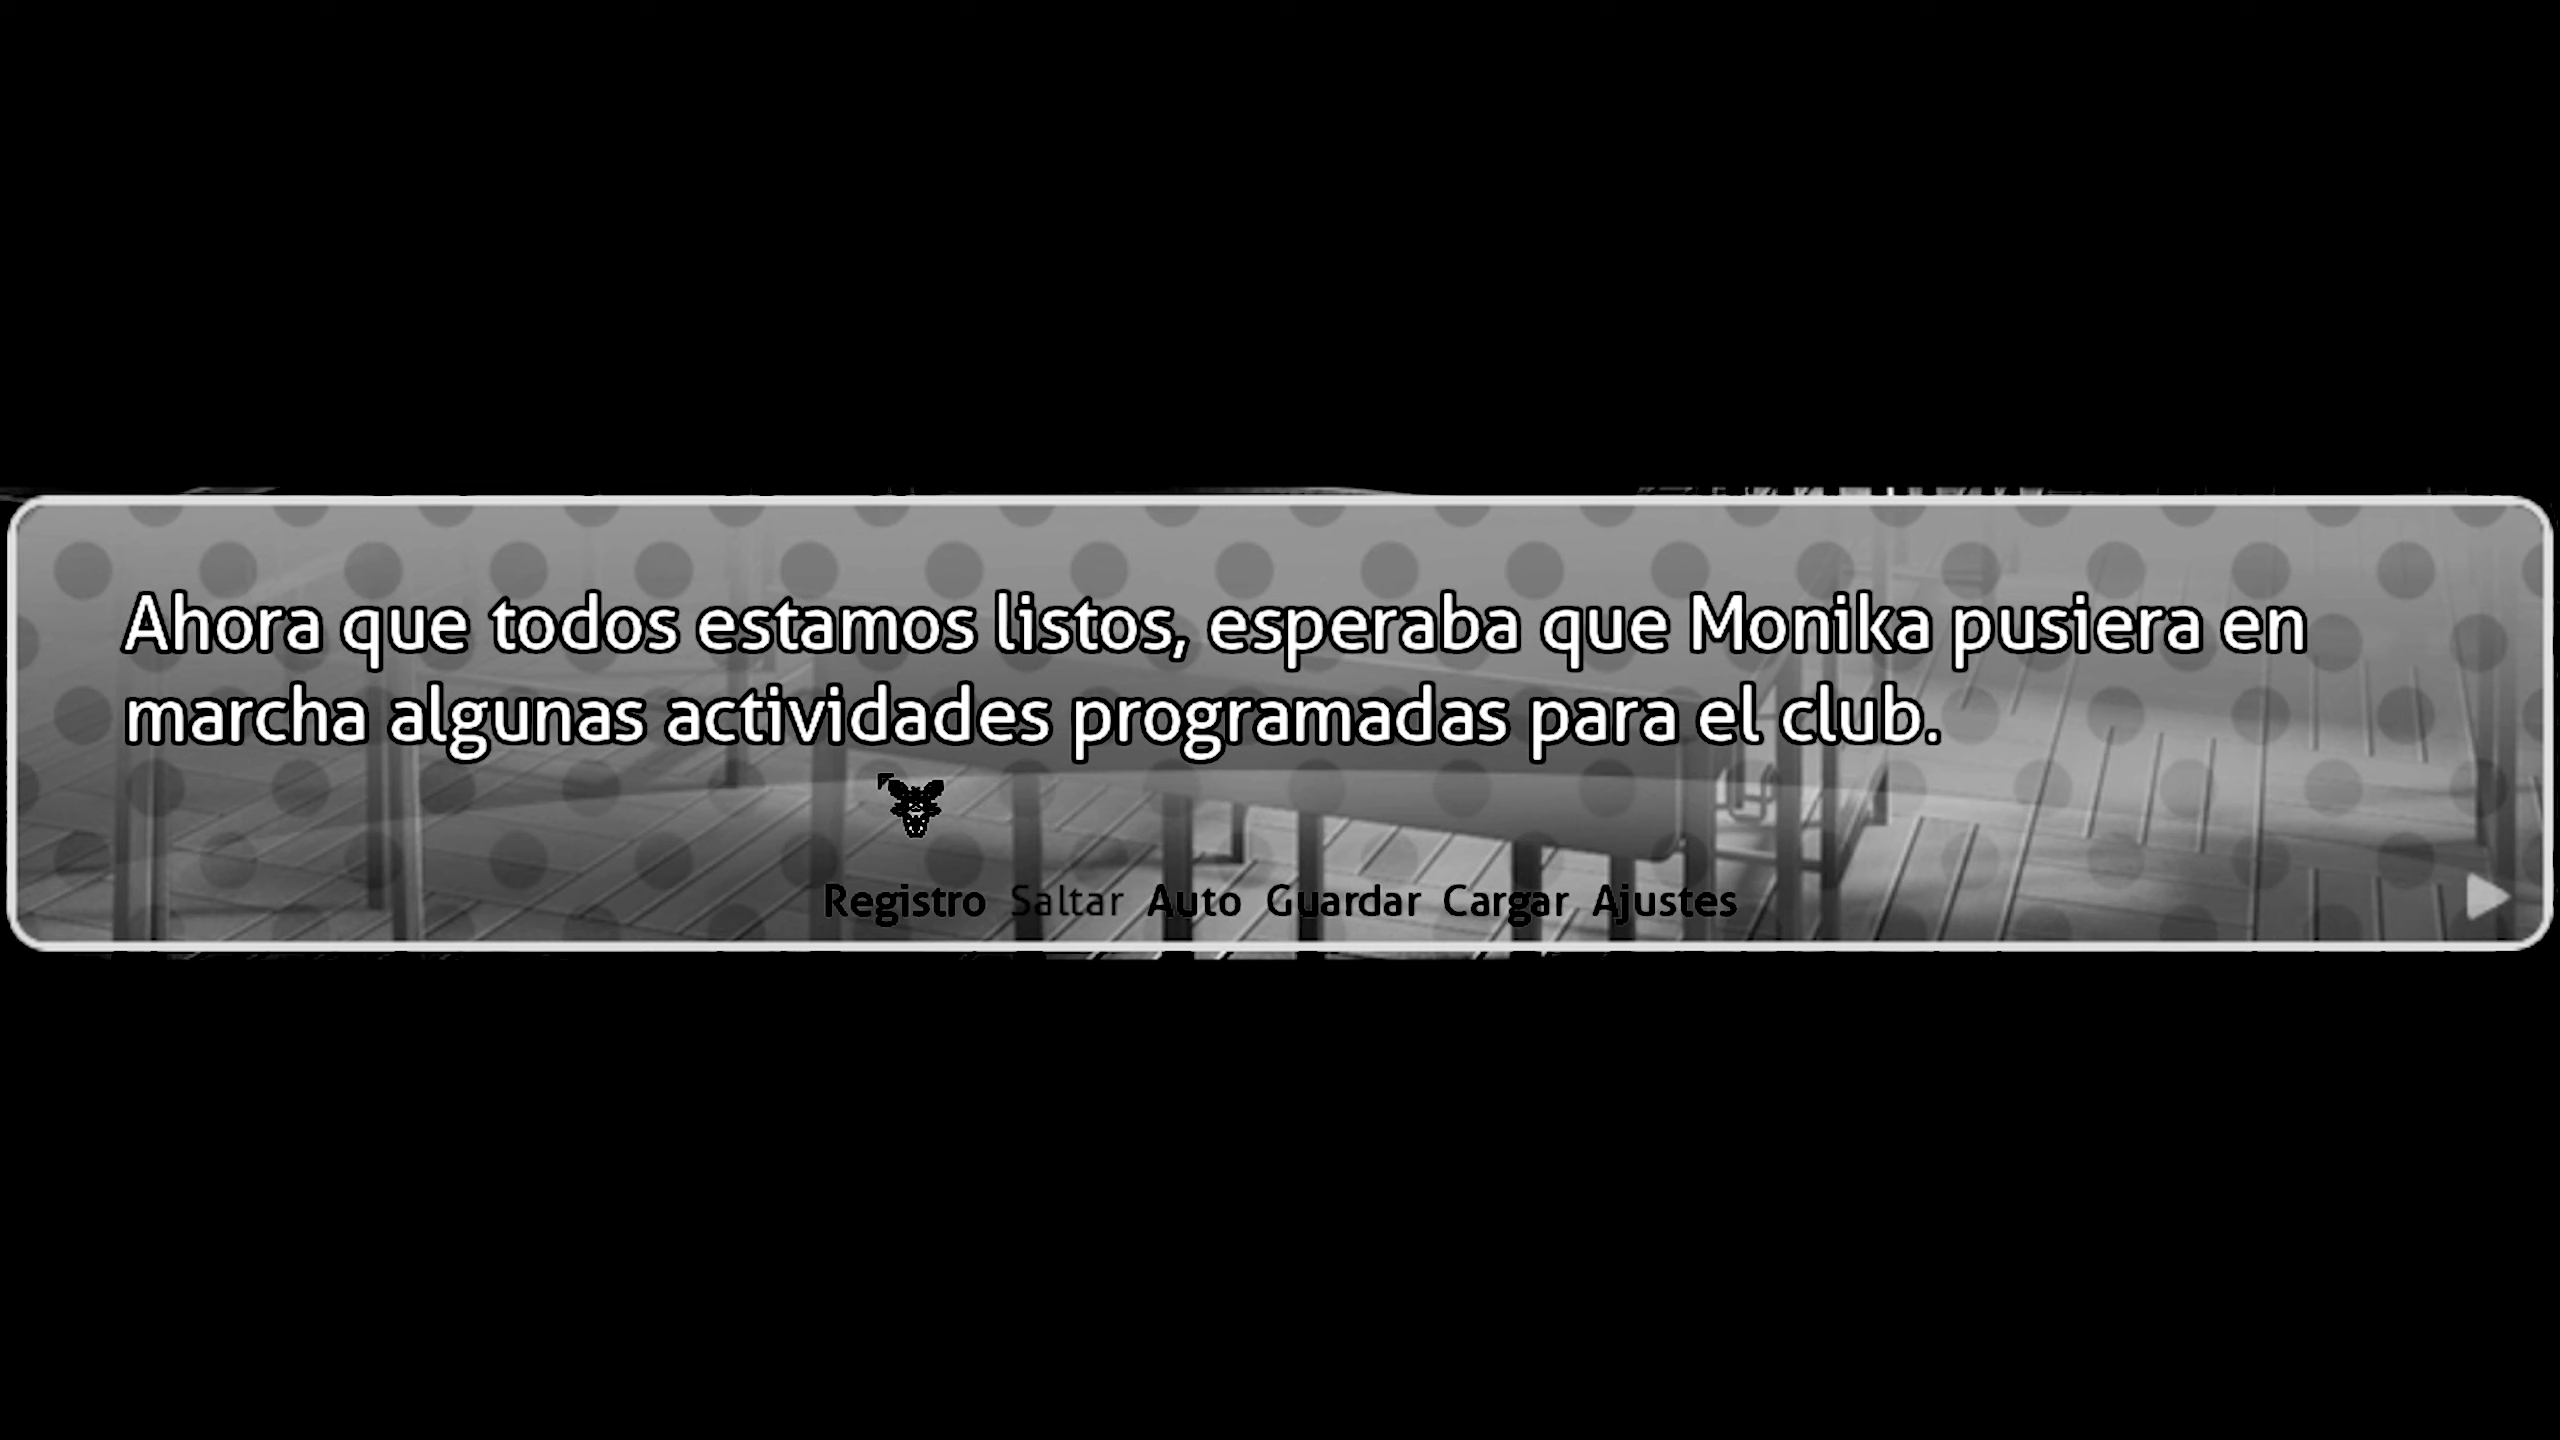 Ahora que todos estamos listos, esperaba que Monika pusiera en
marcha algunas actividades programadas para el club.
Registro Saltar Auto Guardar Cargar Ajustes